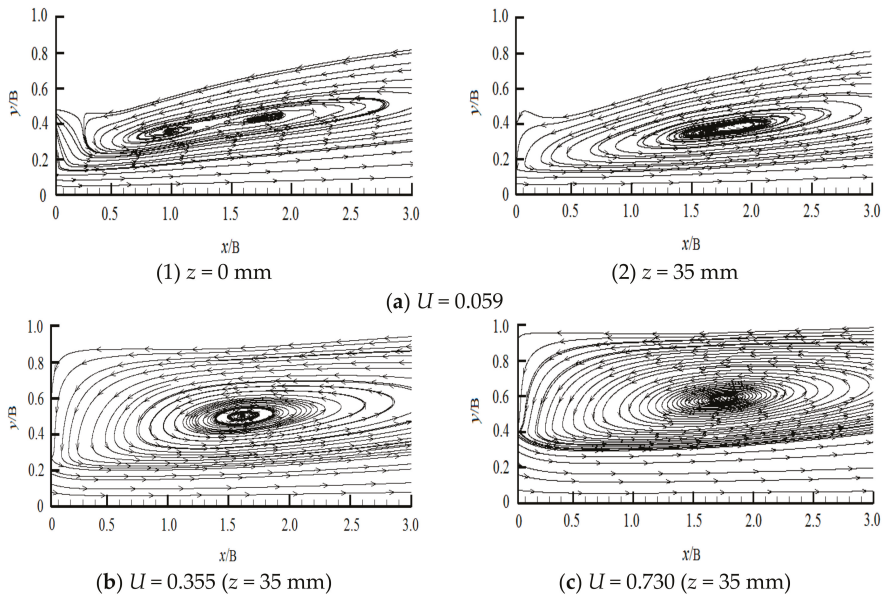 1.0
0.8
0.6
0.4
0.2
0
y/B
0 0.5 1.0 1.5 2.0 2.5 3.0
x/B
(1) z = 0 mm
1.0
0.8
0.6
0.4
0.2
0
y/B
0 0.5 1.0 1.5 2.0 2.5 3.0
x/B
(2) z = 35 mm
(a) U = 0.059
1.0
0.8
0.6
0.4
0.2
0
y/B
0 0.5 1.0 1.5 2.0 2.5 3.0
x/B
(b) U = 0.355 (z = 35 mm)
1.0
0.8
0.6
0.4
0.2
0
y/B
0 0.5 1.0 1.5 2.0 2.5 3.0
x/B
(c) U = 0.730 (z = 35 mm)